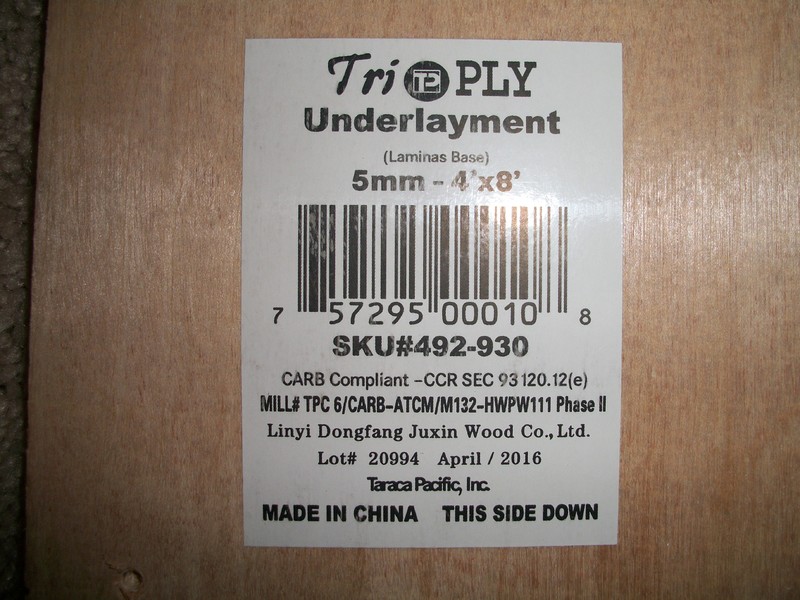 Tri TP PLY
Underlayment
(Laminas Base)
5mm - 4'x8'
7 57295 00010 8
SKU#492-930
CARB Compliant -CCR SEC 93120.12(e)
MILL# TPC 6/CARB-ATCM/M132-HWPW111 Phase II
Linyi Dongfang Juxin Wood Co., Ltd.
Lot# 20994 April / 2016
Taraca Pacific, Inc.
MADE IN CHINA THIS SIDE DOWN